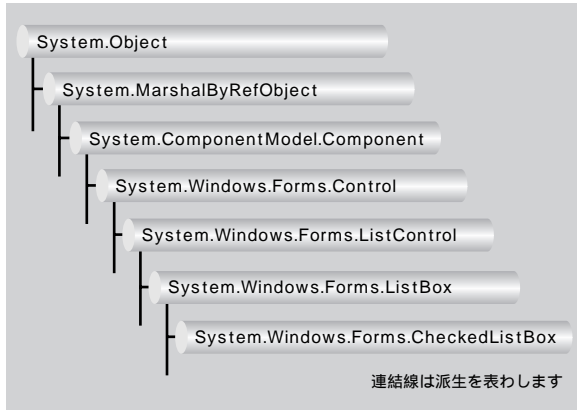 System.Object
System.MarshalByRefObject
System.ComponentModel.Component
System.Windows.Forms.Control
System.Windows.Forms.ListControl
System.Windows.Forms.ListBox
System.Windows.Forms.CheckedListBox
連結線は派生を表わします